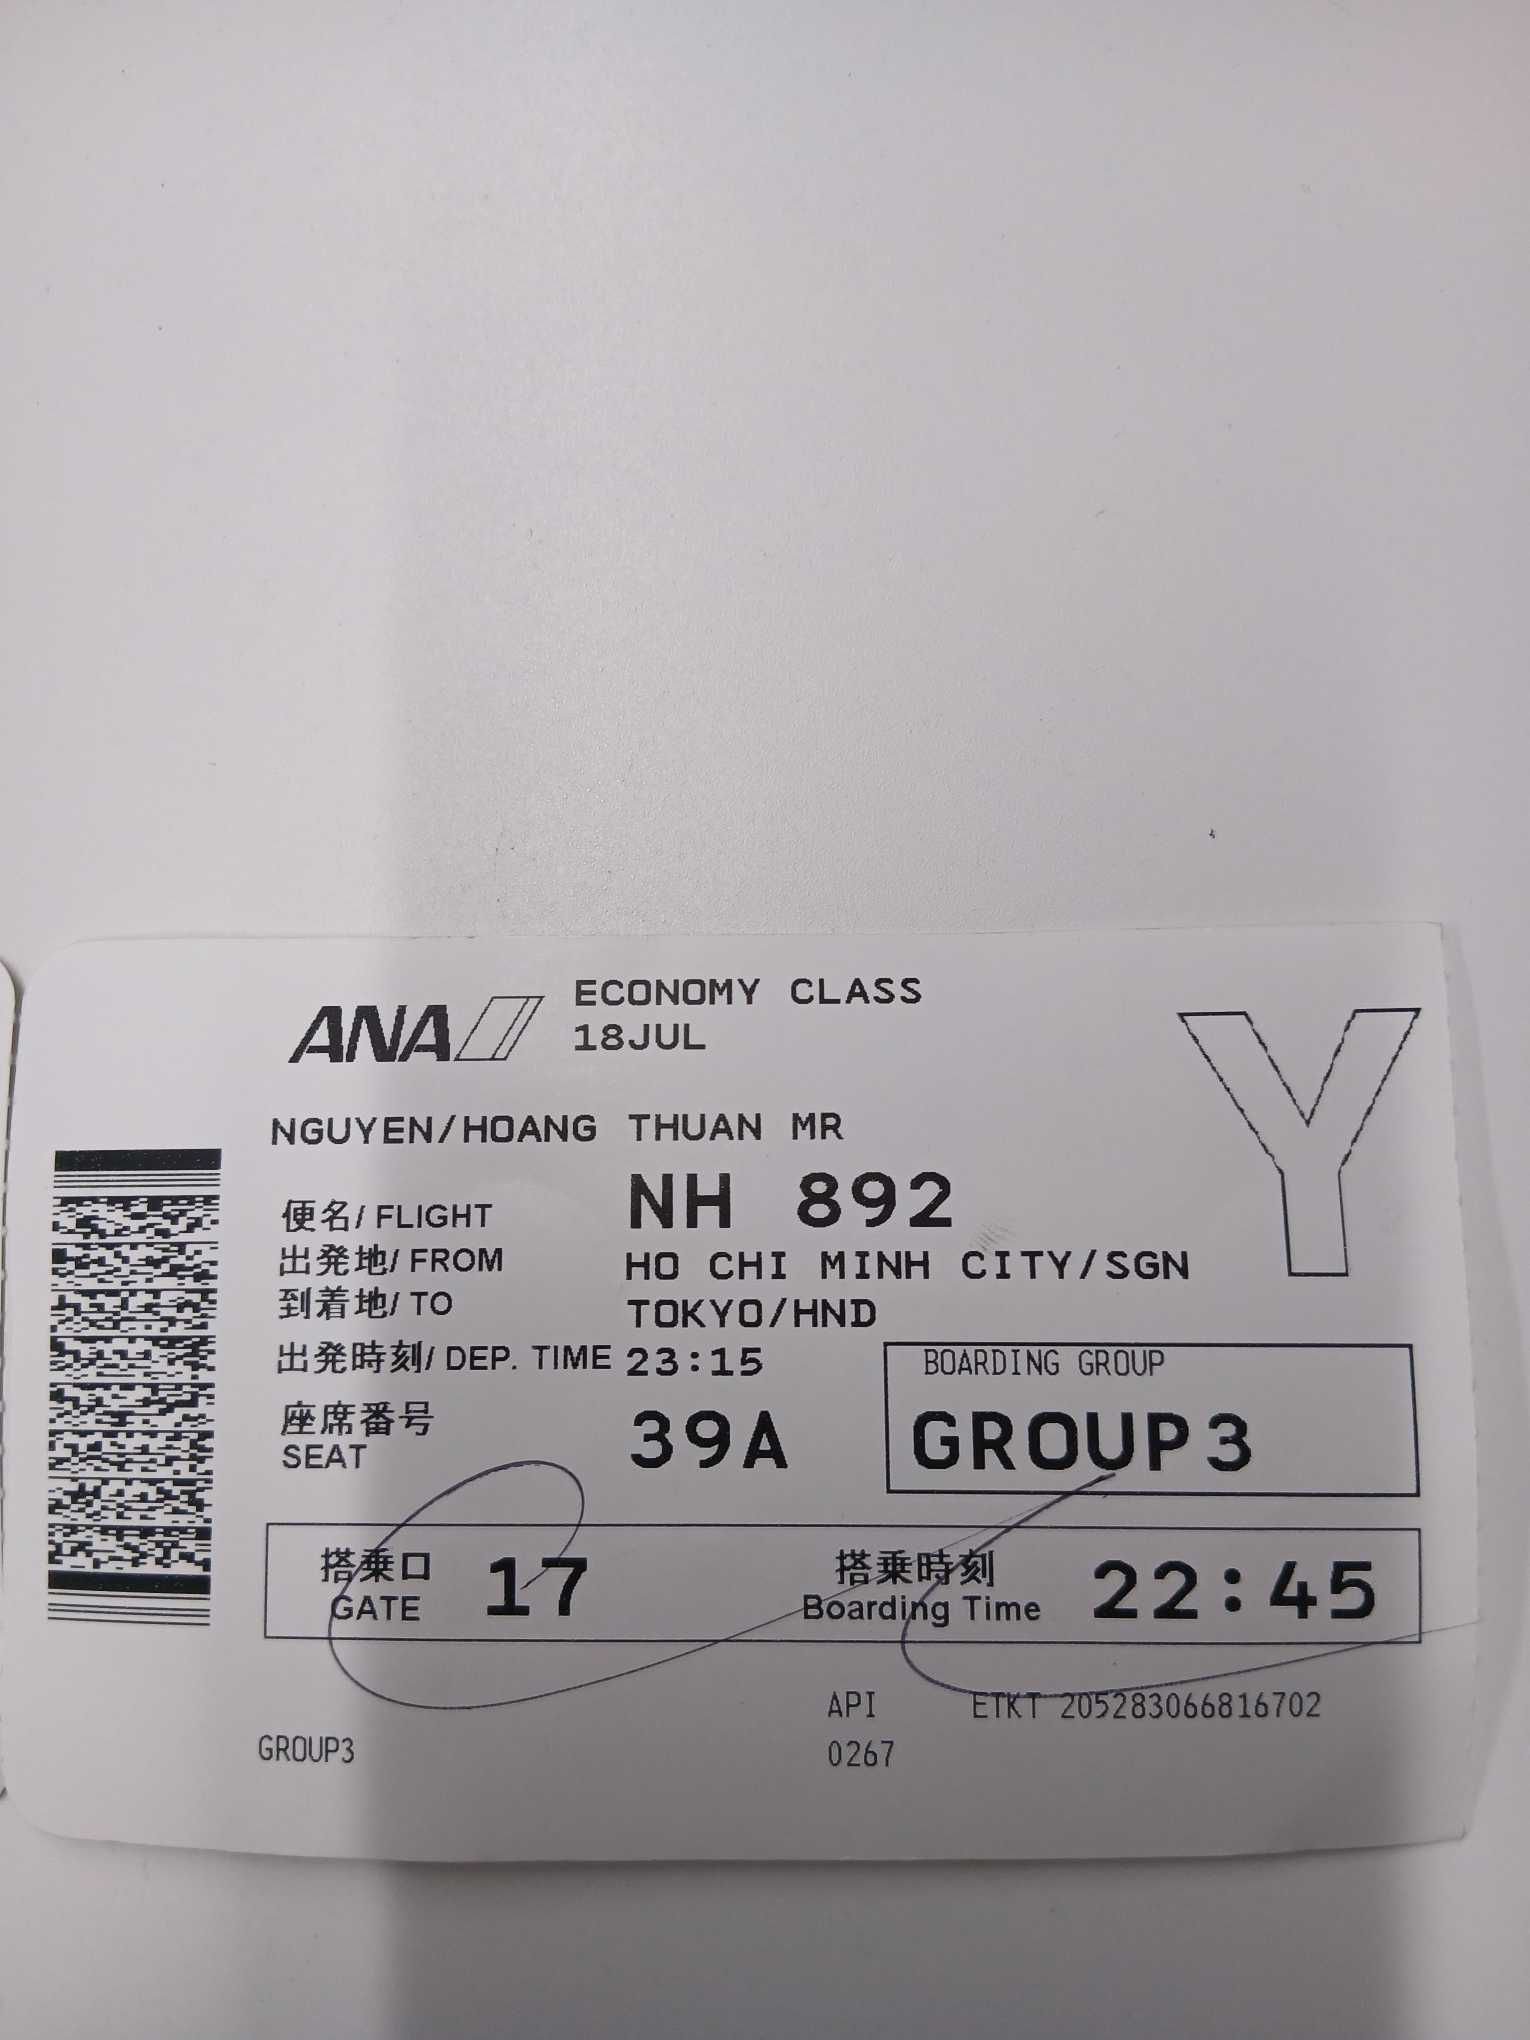 ANA ECONOMY CLASS
18JUL
NGUYEN/HOANG THUAN MR
便名/ FLIGHT NH 892
出発地/ FROM HO CHI MINH CITY/SGN
到着地/ TO TOKYO/HND
出発時刻/ DEP. TIME 23:15
BOARDING GROUP
座席番号
SEAT 39A
GROUP3
搭乗口
GATE 17
搭乗時刻
Boarding Time 22:45
API ETKT 205283066816702
GROUP3
0267
Y